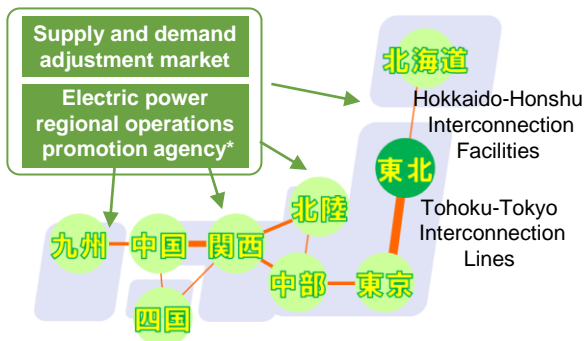 Supply and demand
adjustment market
Electric power
regional operations
promotion agency*
北海道
Hokkaido-Honshu
Interconnection
Facilities
東北
北陸
Tohoku-Tokyo
Interconnection
Lines
九州
中国
関西
中部
東京
四国